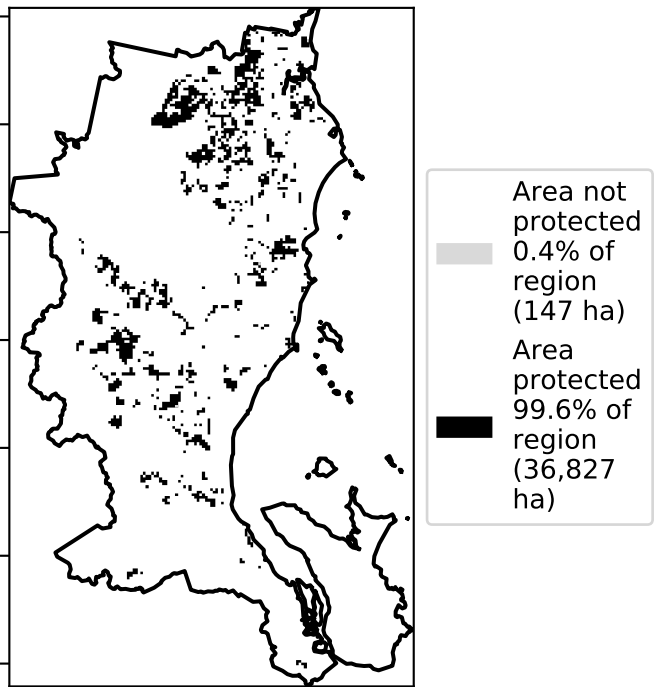 Area not
protected
0.4% of
region
(147 ha)
Area
protected
99.6% of
region
(36,827
ha)